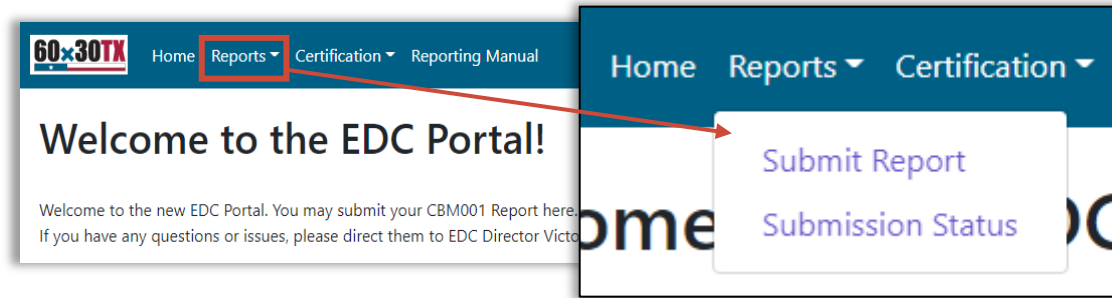 60x30TX Home Reports Certification Reporting Manual
Welcome to the EDC Portal!
Welcome to the new EDC Portal. You may submit your CBM001 Report here.
If you have any questions or issues, please direct them to EDC Director Victo
Home Reports Certification
Submit Report
Submission Status
ome DC